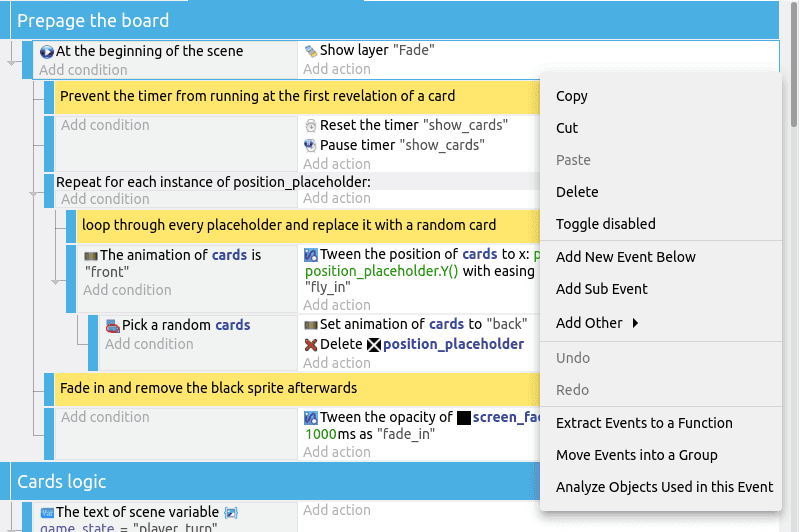 Prepage the board
At the beginning of the scene
Add condition
Show layer "Fade"
Add action
Prevent the timer from running at the first revelation of a card
Add condition
Reset the timer "show_cards"
Pause timer "show_cards"
Add action
Repeat for each instance of position_placeholder:
Add condition
Add action
loop through every placeholder and replace it with a random card
The animation of cards is
"front"
Add condition
Tween the position of cards to x: p
position_placeholder.Y() with easing
"fly_in"
Add action
Pick a random cards
Add condition
Set animation of cards to "back"
Delete position_placeholder
Add action
Fade in and remove the black sprite afterwards
Add condition
Tween the opacity of screen_fa
1000ms as "fade_in"
Add action
Cards logic
The text of scene variable
game_state = "player_turn"
Add action
Copy
Cut
Paste
Delete
Toggle disabled
Add New Event Below
Add Sub Event
Add Other
Undo
Redo
Extract Events to a Function
Move Events into a Group
Analyze Objects Used in this Event